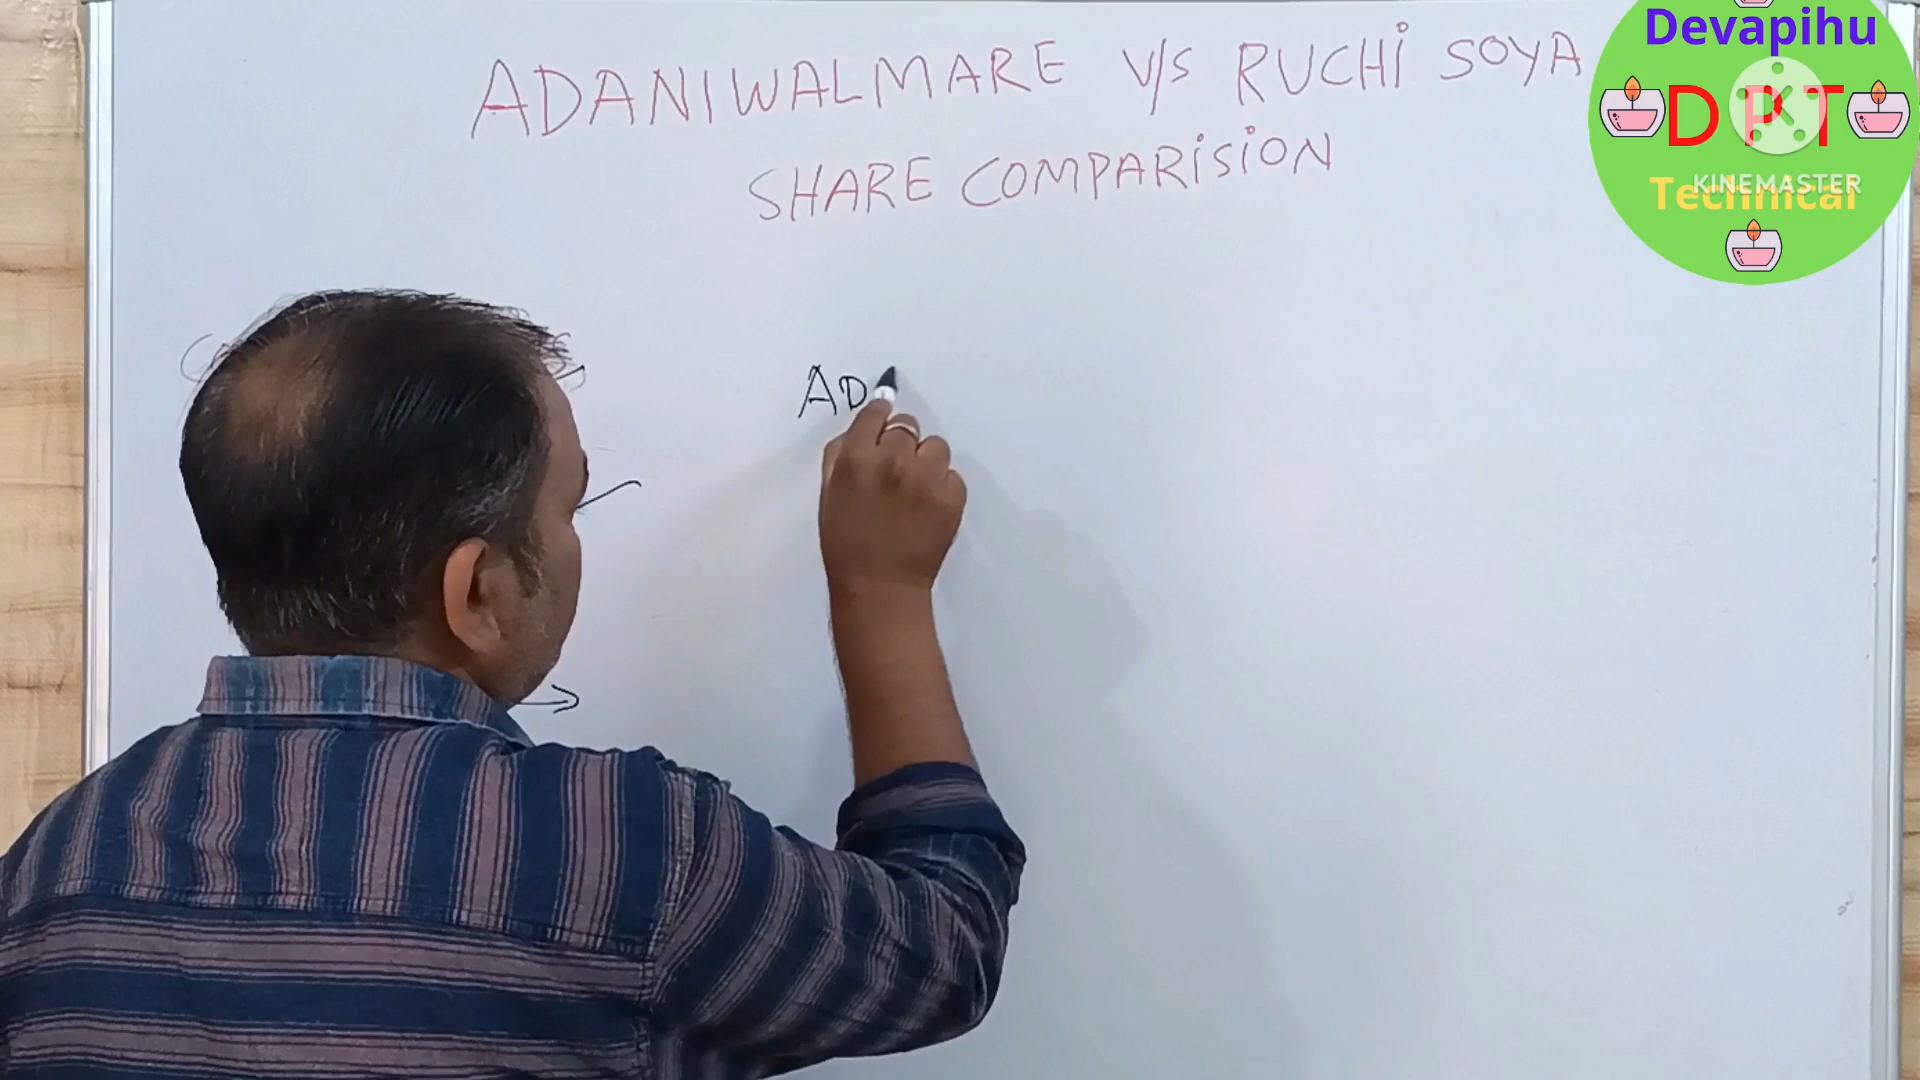 ADANIWALMARE V/S RUCHI SOYA
SHARE COMPARISION
AD
Devapihu
DPT
KINEMASTER
Technical